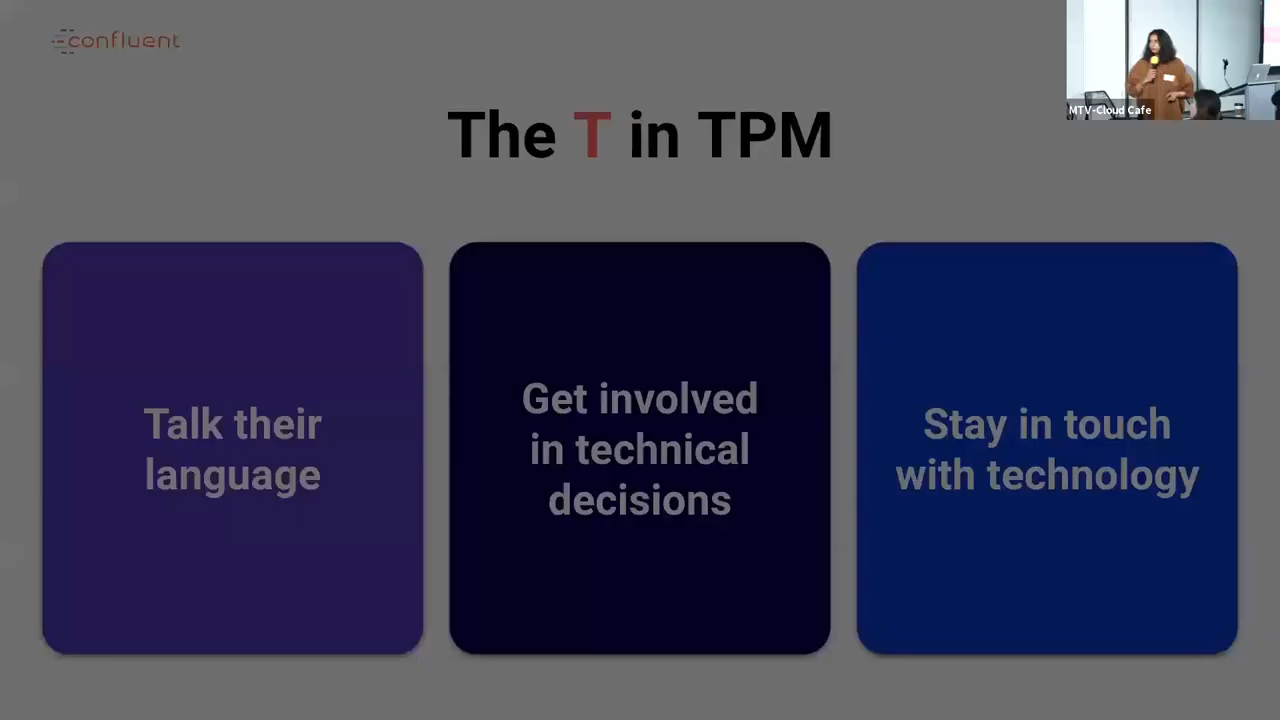 confluent
MTV-Cloud Cafe
The T in TPM
Talk their
language
Get involved
in technical
decisions
Stay in touch
with technology